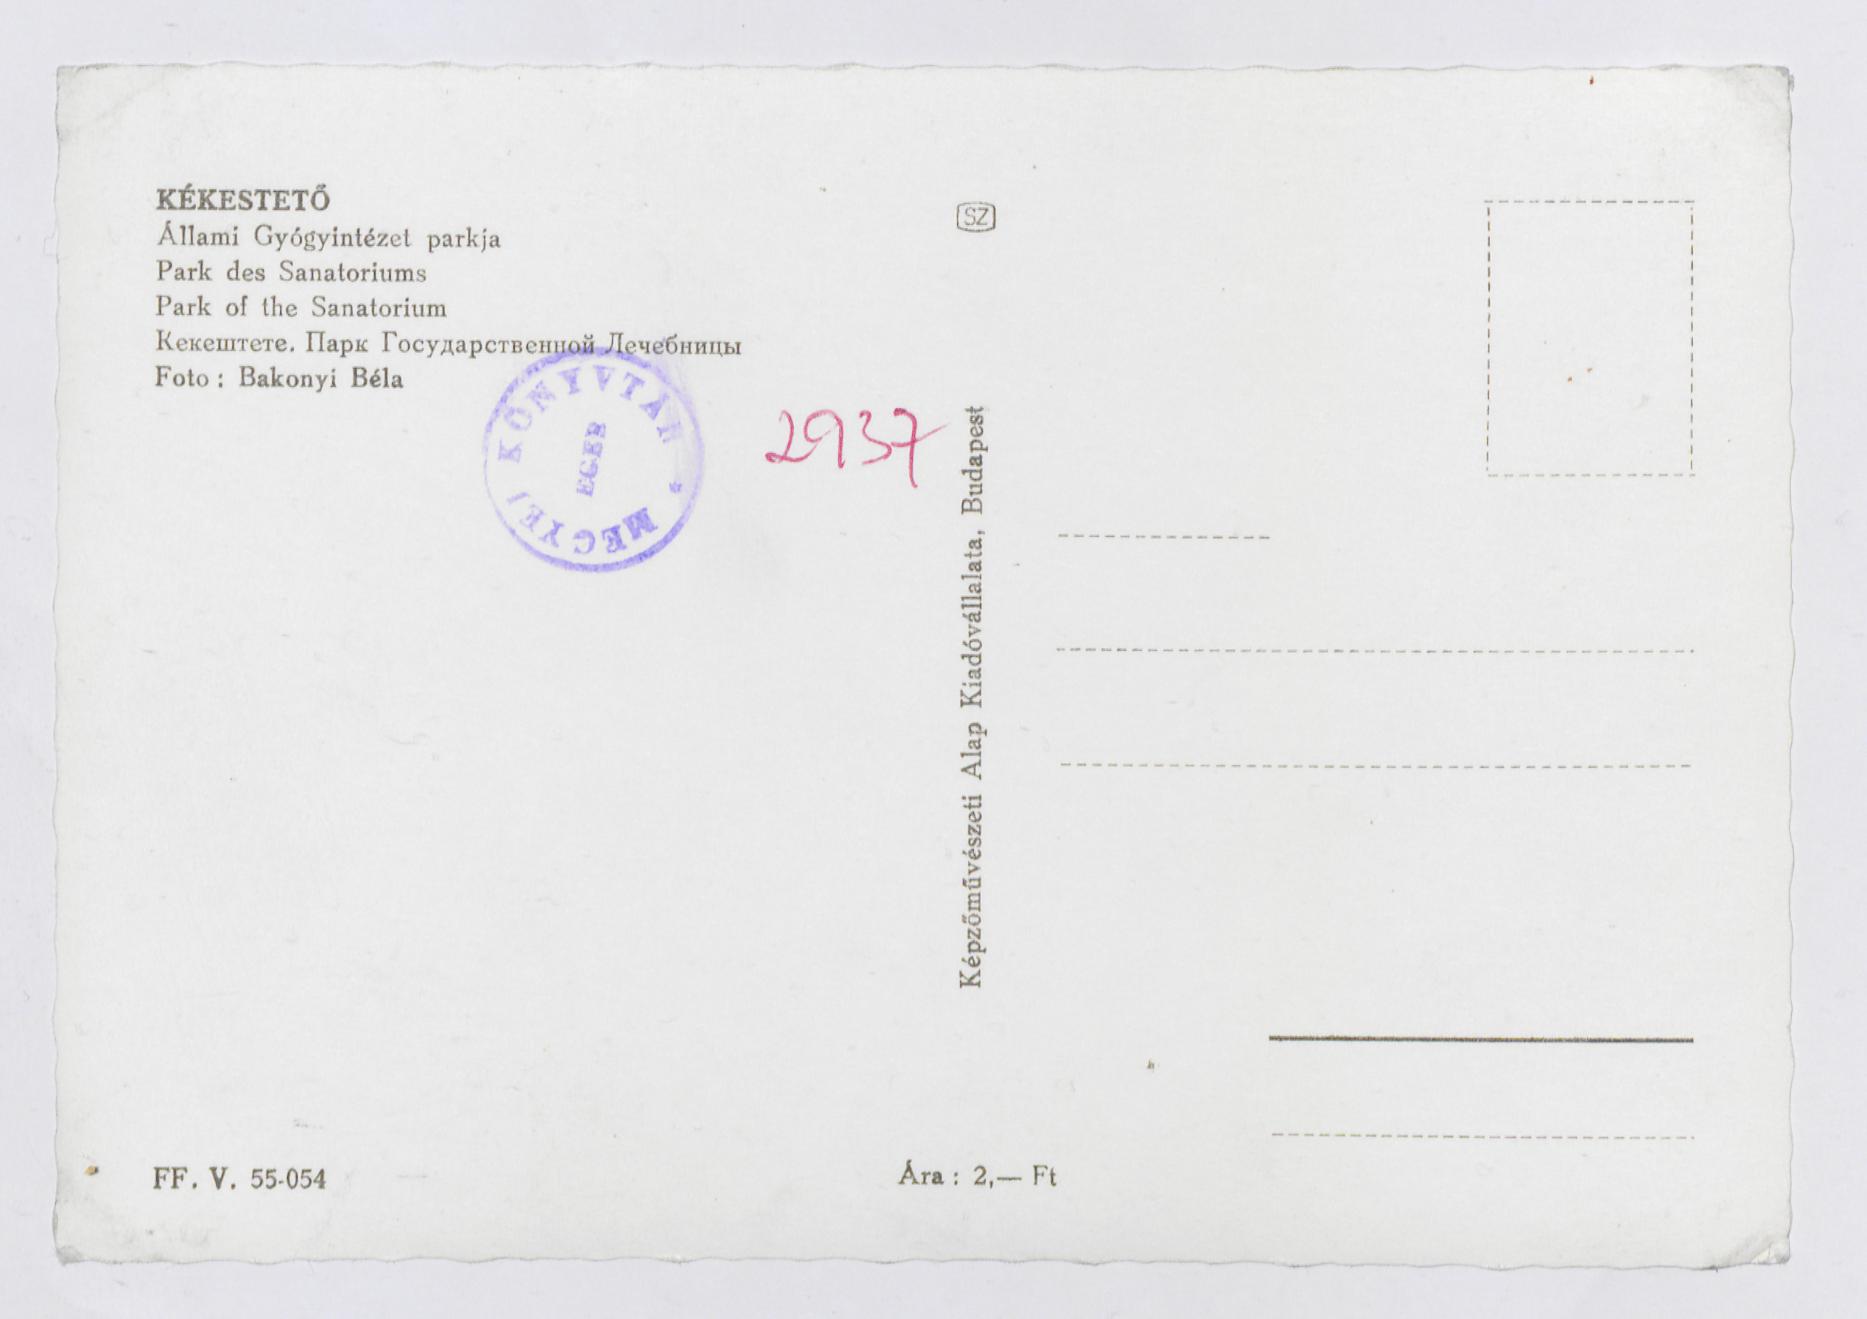 KÉKESTETŐ
Állami Gyógyintézet parkja
Park des Sanatoriums
Park of the Sanatorium
Кекештете. Парк Государственной Лечебницы
Foto : Bakonyi Béla
MEGYEI KÖNYVTÁR *
EGER
2937
SZ
Képzőművészeti Alap Kiadóvállalata, Budapest
FF. V. 55-054
Ára : 2,— Ft